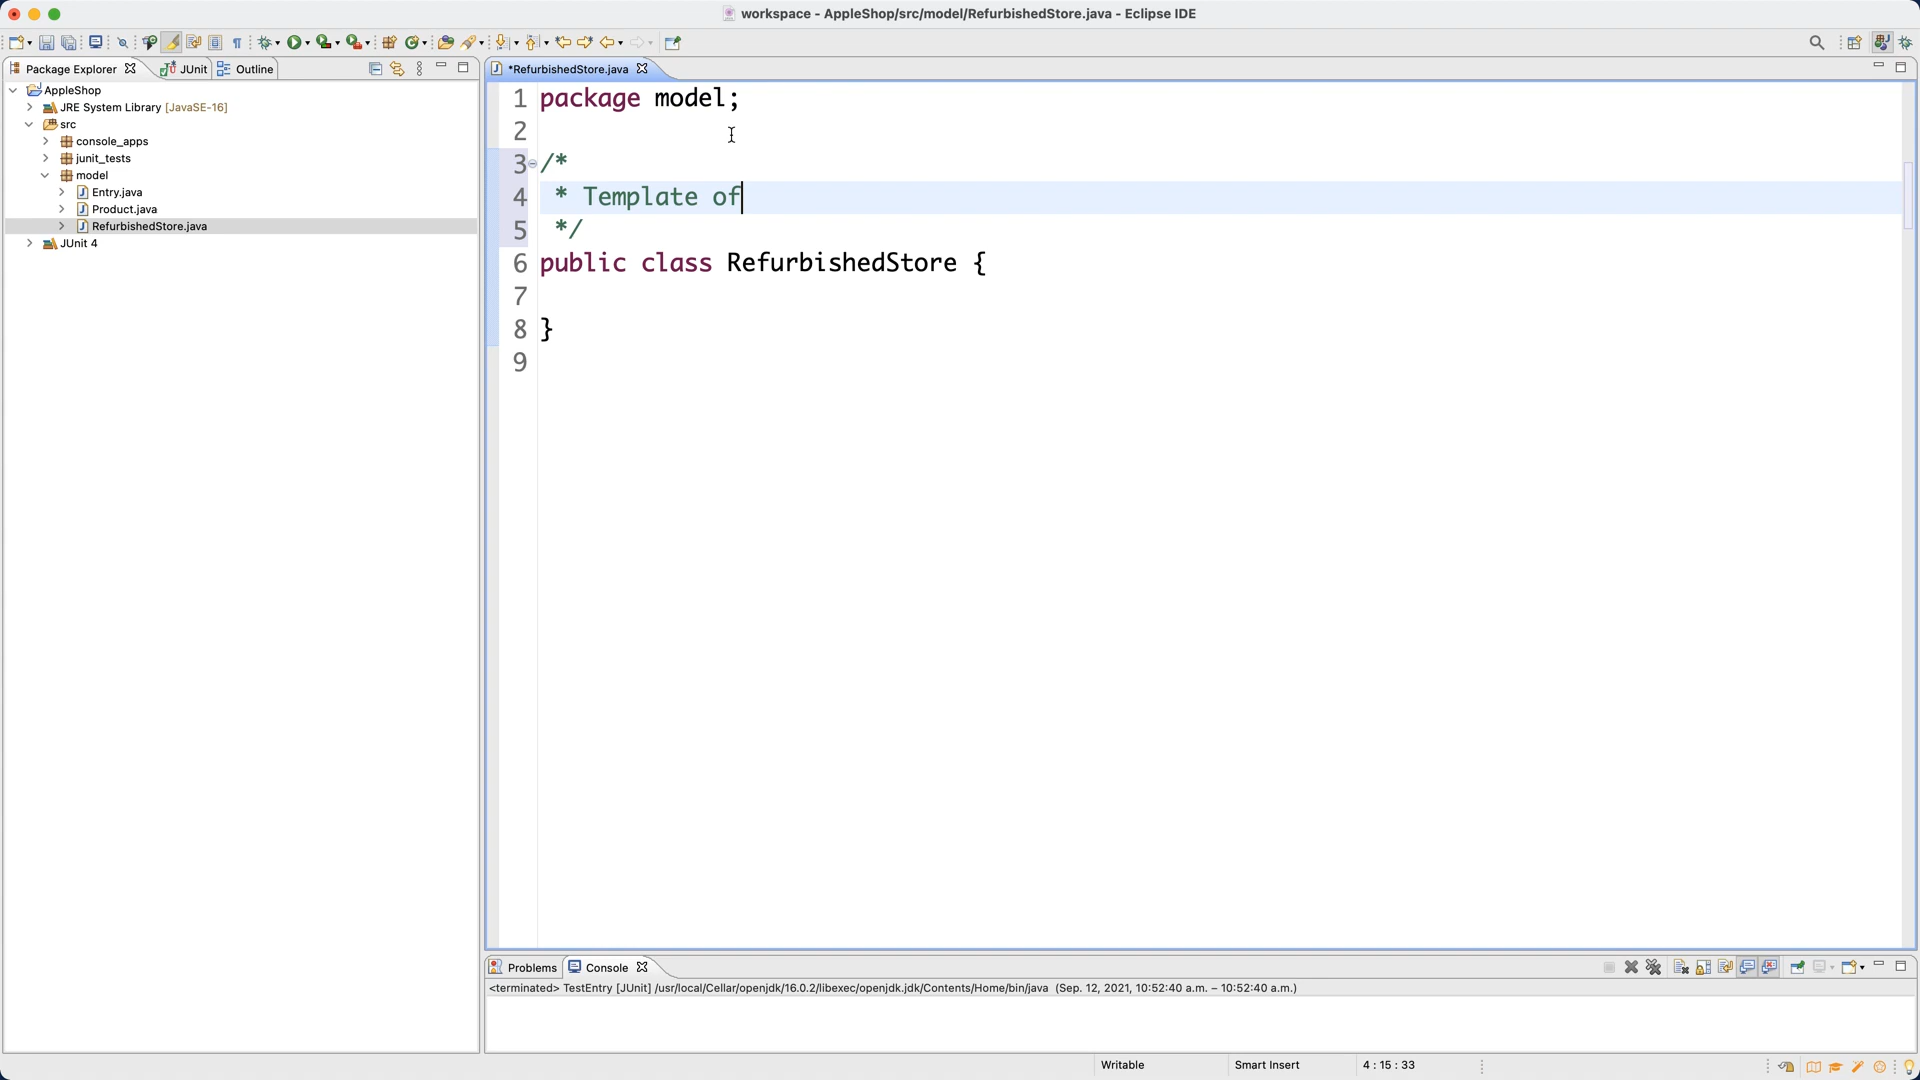 workspace - AppleShop/src/model/RefurbishedStore.java - Eclipse IDE
Package Explorer
JUnit
Outline
*RefurbishedStore.java
AppleShop
JRE System Library [JavaSE-16]
src
console_apps
junit_tests
model
Entry.java
Product.java
RefurbishedStore.java
JUnit 4
1 package model;
2
3 /*
4 * Template of
5 */
6 public class RefurbishedStore {
7
8 }
9
Problems
Console
<terminated> TestEntry [JUnit] /usr/local/Cellar/openjdk/16.0.2/libexec/openjdk.jdk/Contents/Home/bin/java (Sep. 12, 2021, 10:52:40 a.m. – 10:52:40 a.m.)
Writable
Smart Insert
4 : 15 : 33